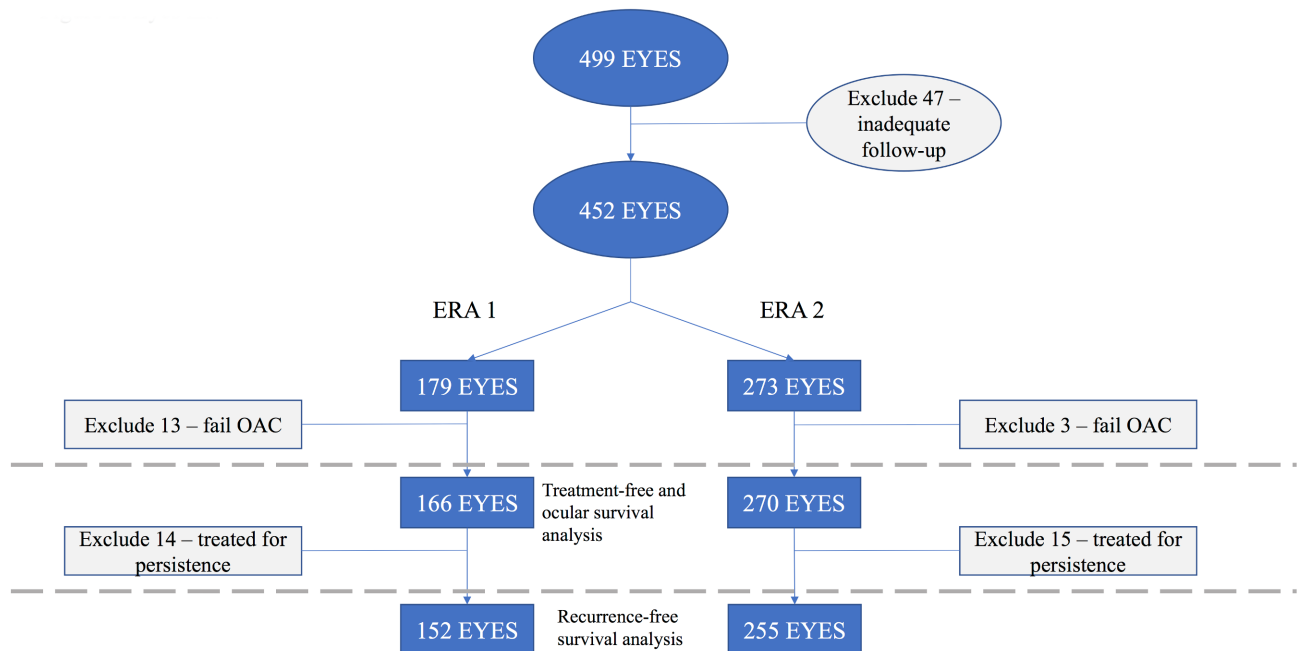 499 EYES
Exclude 47 –
inadequate
follow-up
452 EYES
ERA 1
ERA 2
179 EYES
273 EYES
Exclude 13 – fail OAC
Exclude 3 – fail OAC
166 EYES
Treatment-free and
ocular survival
analysis
270 EYES
Exclude 14 – treated for
persistence
Exclude 15 – treated for
persistence
152 EYES
Recurrence-free
survival analysis
255 EYES